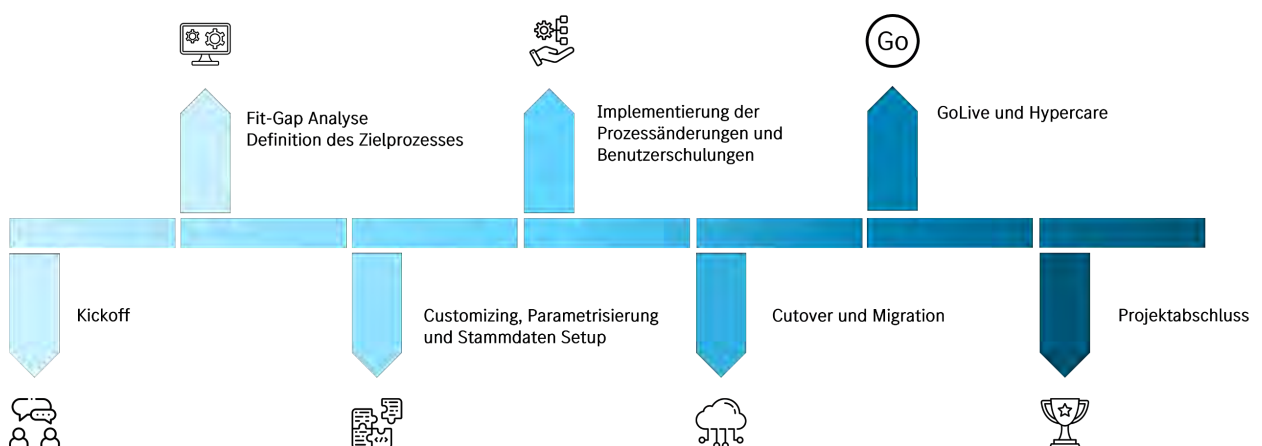 Go
Fit-Gap Analyse
Definition des Zielprozesses
Implementierung der
Prozessänderungen und
Benutzerschulungen
GoLive und Hypercare
Kickoff
Customizing, Parametrisierung
und Stammdaten Setup
Cutover und Migration
Projektabschluss